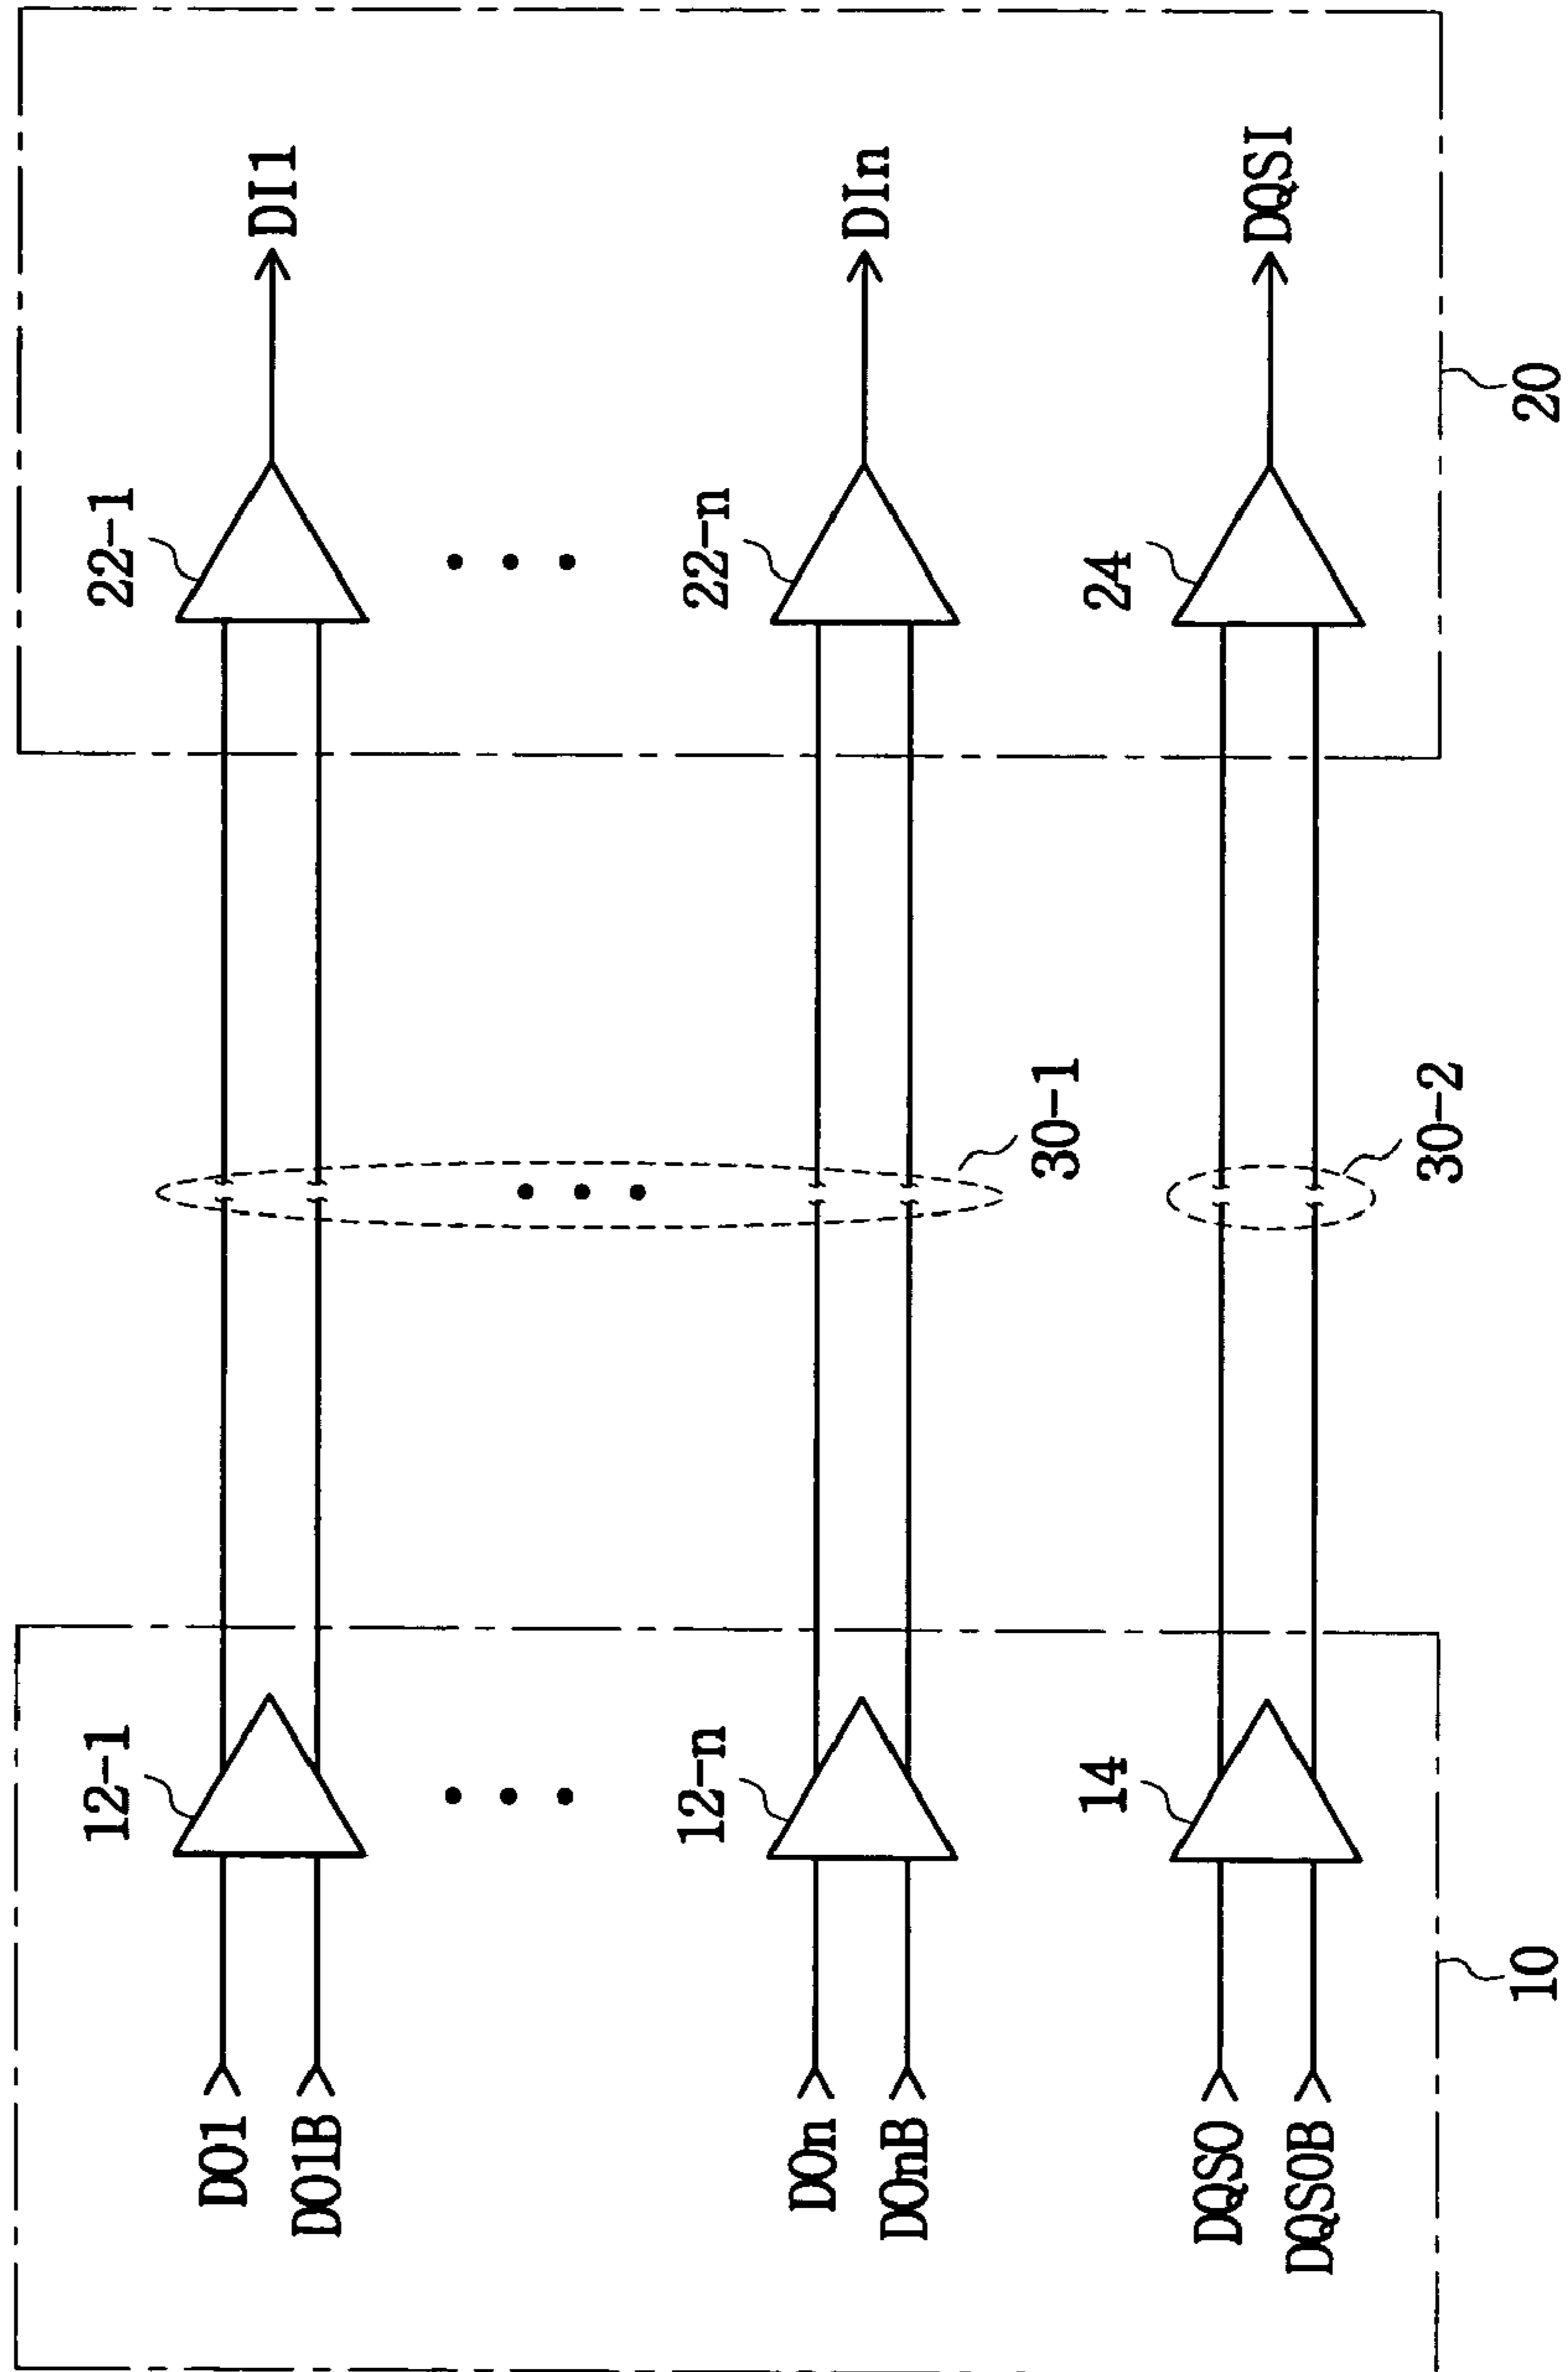 12-1
DO1
DO1B
22-1
DI1
12-n
DOn
DOnB
30-1
22-n
DIn
14
DQSO
DQSOB
30-2
24
DQSI
10
20